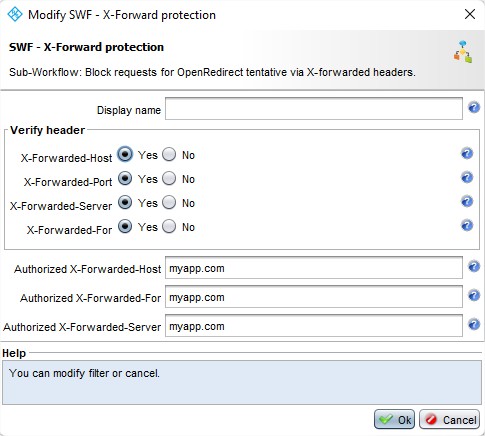 Modify SWF - X-Forward protection
SWF - X-Forward protection
Sub-Workflow: Block requests for OpenRedirect tentative via X-forwarded headers.
Display name
Verify header
X-Forwarded-Host Yes No
X-Forwarded-Port Yes No
X-Forwarded-Server Yes No
X-Forwarded-For Yes No
Authorized X-Forwarded-Host myapp.com
Authorized X-Forwarded-For myapp.com
Authorized X-Forwarded-Server myapp.com
Help
You can modify filter or cancel.
Ok Cancel